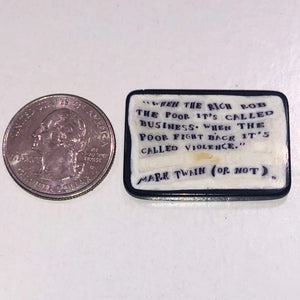 "WHEN THE RICH ROB
THE POOR IT'S CALLED
BUSINESS. WHEN THE
POOR FIGHT BACK IT'S
CALLED VIOLENCE."
MARK TWAIN (OR NOT).